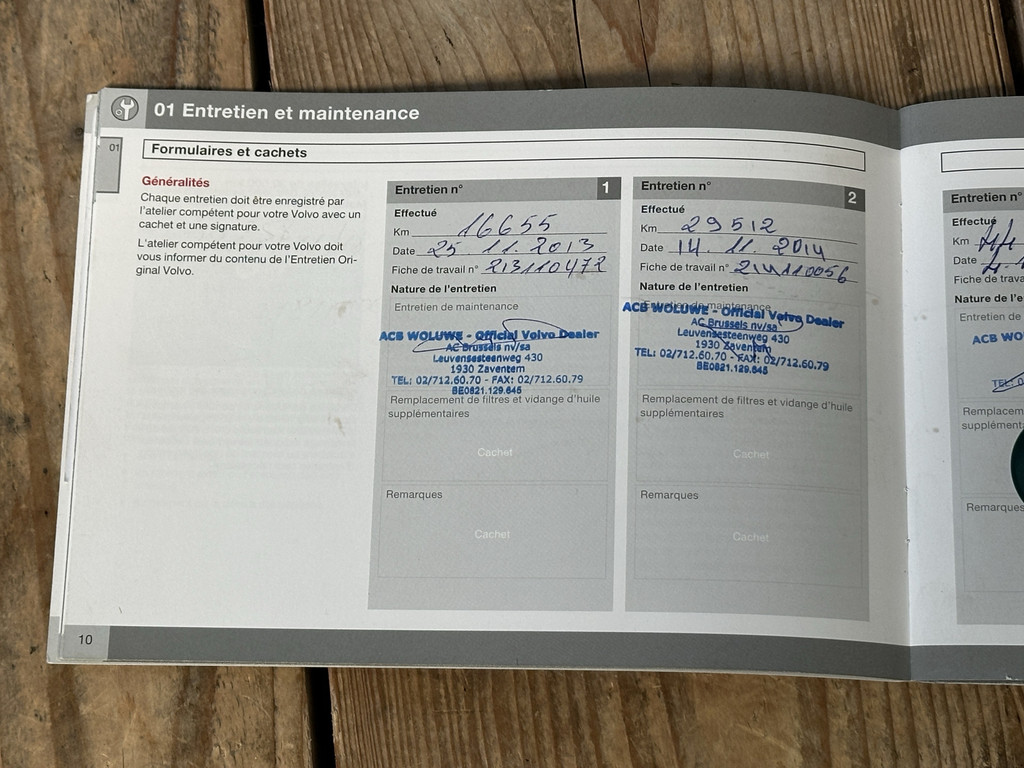 01 Entretien et maintenance
01
Formulaires et cachets
Généralités
Chaque entretien doit être enregistré par
l'atelier compétent pour votre Volvo avec un
cachet et une signature.
L'atelier compétent pour votre Volvo doit
vous informer du contenu de l'Entretien Ori-
ginal Volvo.
Entretien n° 1
Effectué
Km 16655
Date 25.11.2013
Fiche de travail n° 213110472
Nature de l'entretien
Entretien de maintenance
ACB WOLUWE - Official Volvo Dealer
AC Brussels nv/sa
Leuvensesteenweg 430
1930 Zaventem
TEL: 02/712.60.70 - FAX: 02/712.60.79
BE0821.129.645
Remplacement de filtres et vidange d'huile
supplémentaires
Cachet
Remarques
Cachet
Entretien n° 2
Effectué
Km 29512
Date 14.11.2014
Fiche de travail n° 214110056
Nature de l'entretien
Entretien de maintenance
ACB WOLUWE - Official Volvo Dealer
AC Brussels nv/sa
Leuvensesteenweg 430
1930 Zaventem
TEL: 02/712.60.70 - FAX: 02/712.60.79
BE0821.129.645
Remplacement de filtres et vidange d'huile
supplémentaires
Cachet
Remarques
Cachet
Entretien n°
Effectué
Km
Date
Fiche de trava
Nature de l'e
Entretien de
ACB WO
TEL: 0
Remplacem
supplément
Remarques
10